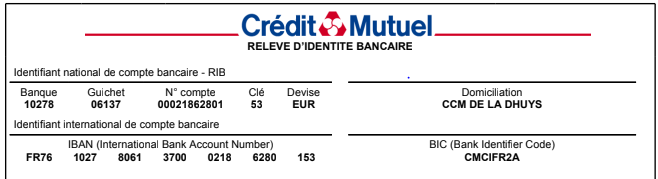 Crédit Mutuel
RELEVE D'IDENTITE BANCAIRE
Identifiant national de compte bancaire - RIB
Banque Guichet N° compte Clé Devise Domiciliation
10278 06137 00021862801 53 EUR CCM DE LA DHUYS
Identifiant international de compte bancaire
IBAN (International Bank Account Number) BIC (Bank Identifier Code)
FR76 1027 8061 3700 0218 6280 153 CMCIFR2A